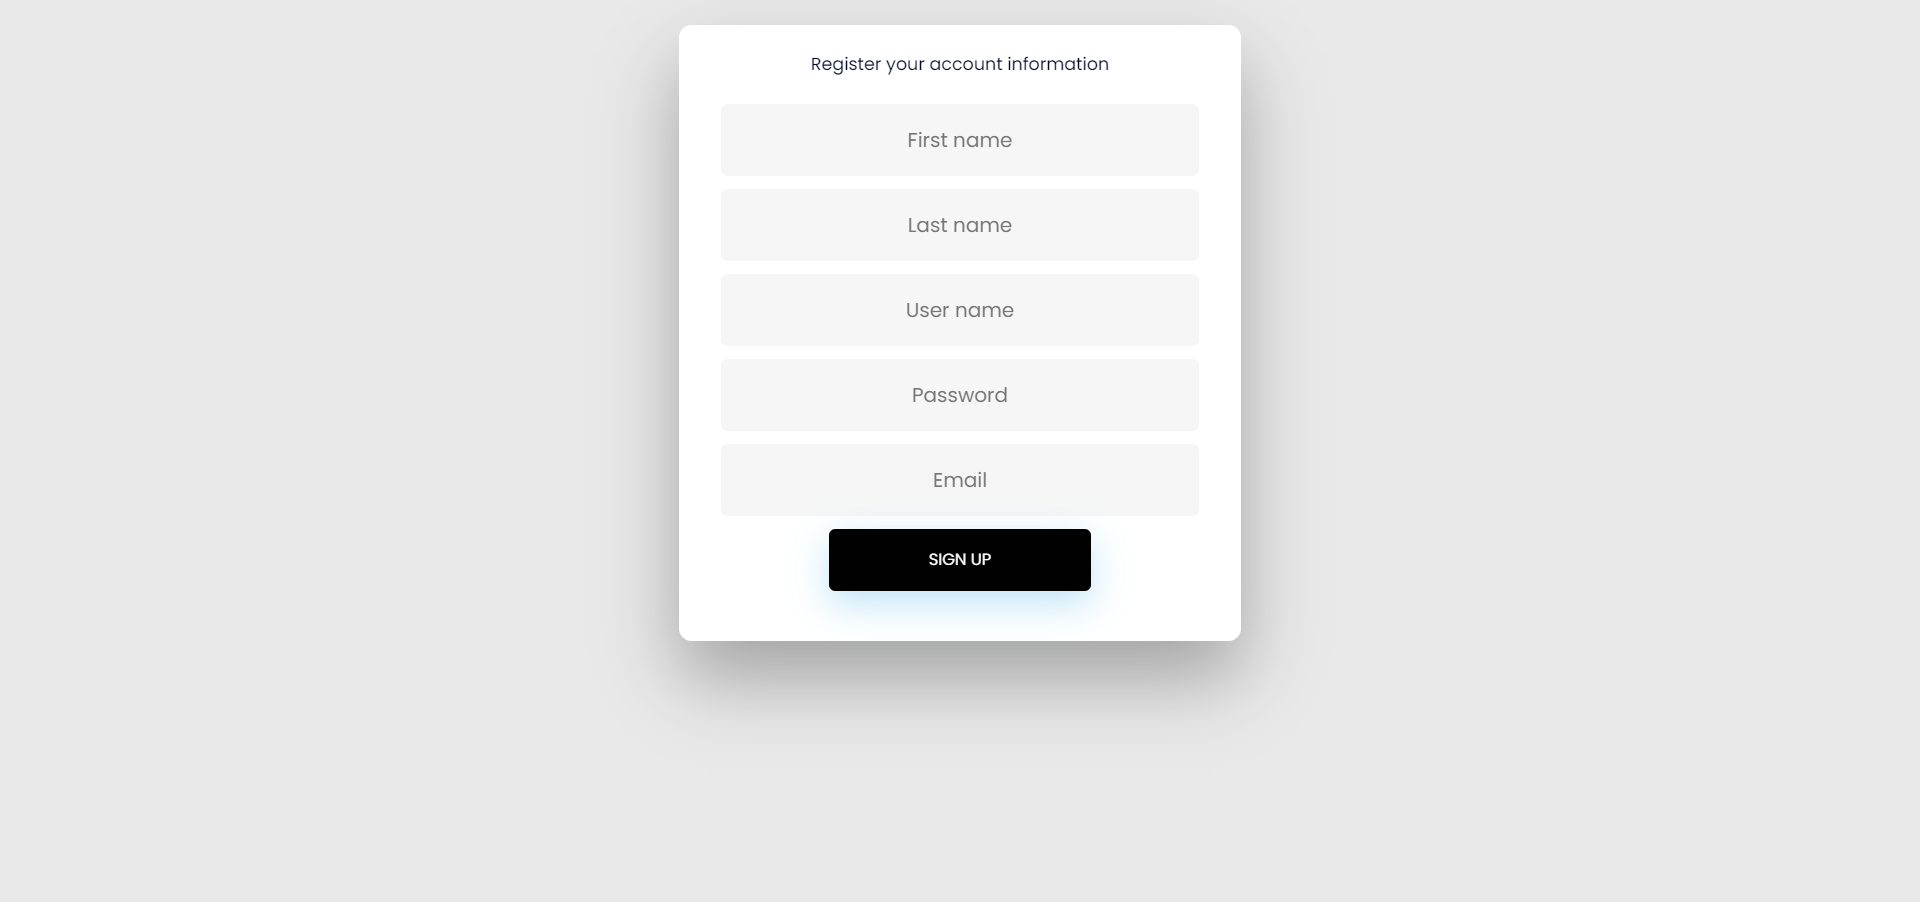 Register your account information
First name
Last name
User name
Password
Email
SIGN UP